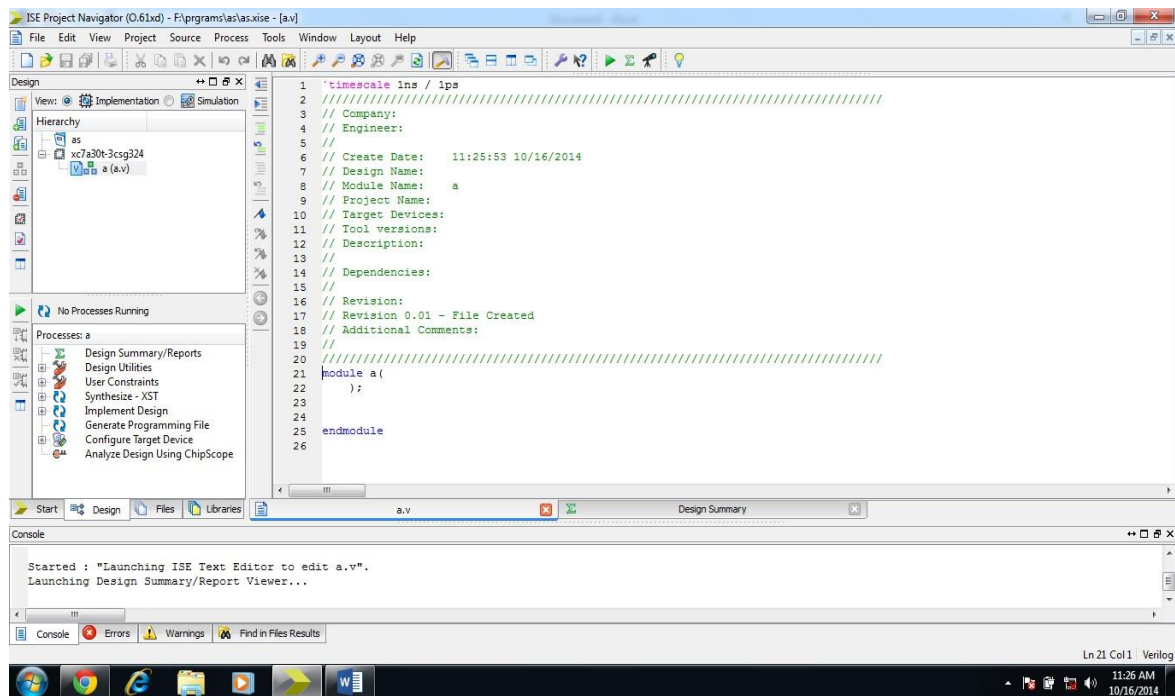 ISE Project Navigator (O.61xd) - F:\prgrams\as\as.xise - [a.v]
File Edit View Project Source Process Tools Window Layout Help
Design
View: Implementation Simulation
Hierarchy
as
xc7a30t-3csg324
V a (a.v)
No Processes Running
Processes: a
Design Summary/Reports
Design Utilities
User Constraints
Synthesize - XST
Implement Design
Generate Programming File
Configure Target Device
Analyze Design Using ChipScope
Start Design Files Libraries
1 `timescale 1ns / 1ps
2 //////////////////////////////////////////////////////////////////////////////////
3 // Company:
4 // Engineer:
5 //
6 // Create Date: 11:25:53 10/16/2014
7 // Design Name:
8 // Module Name: a
9 // Project Name:
10 // Target Devices:
11 // Tool versions:
12 // Description:
13 //
14 // Dependencies:
15 //
16 // Revision:
17 // Revision 0.01 - File Created
18 // Additional Comments:
19 //
20 //////////////////////////////////////////////////////////////////////////////////
21 module a(
22 );
23
24
25 endmodule
26
a.v Design Summary
Console
Started : "Launching ISE Text Editor to edit a.v".
Launching Design Summary/Report Viewer...
Console Errors Warnings Find in Files Results
Ln 21 Col 1 Verilog
11:26 AM
10/16/2014